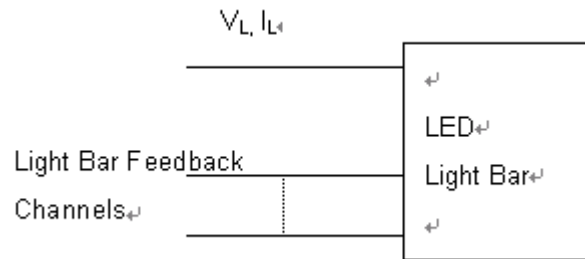 VL, IL↵
↵
LED↵
Light Bar Feedback
Light Bar↵
Channels↵
↵